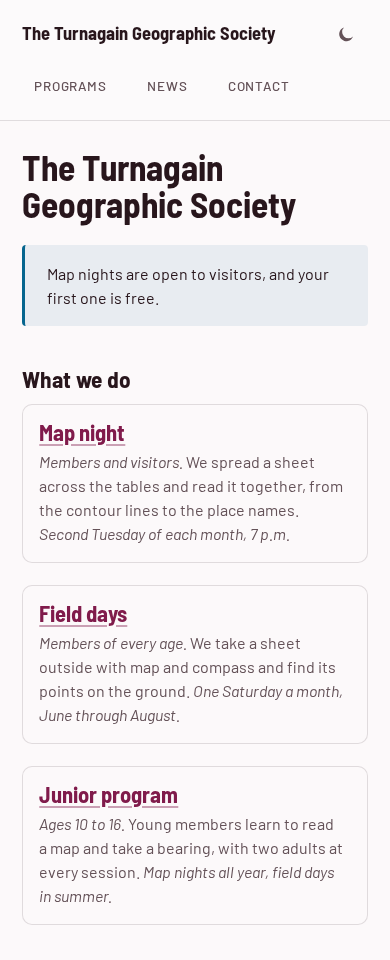 The Turnagain Geographic Society
PROGRAMS NEWS CONTACT
The Turnagain
Geographic Society
Map nights are open to visitors, and your
first one is free.
What we do
Map night
Members and visitors. We spread a sheet
across the tables and read it together, from
the contour lines to the place names.
Second Tuesday of each month, 7 p.m.
Field days
Members of every age. We take a sheet
outside with map and compass and find its
points on the ground. One Saturday a month,
June through August.
Junior program
Ages 10 to 16. Young members learn to read
a map and take a bearing, with two adults at
every session. Map nights all year, field days
in summer.